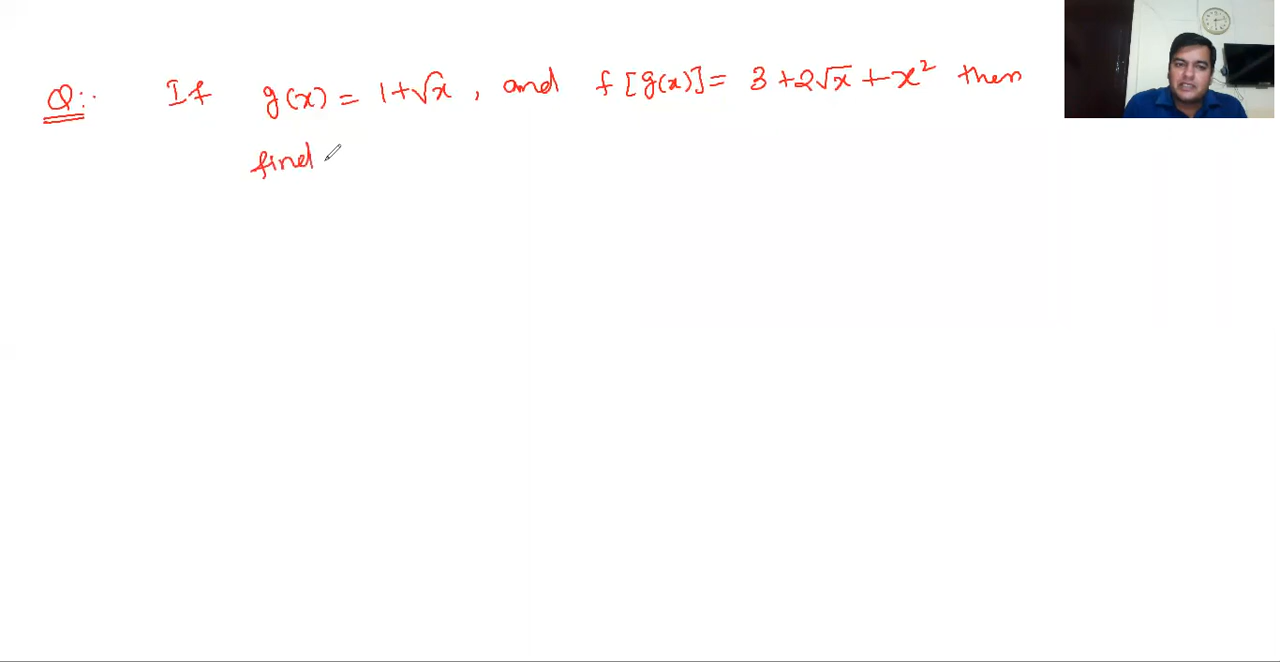 Q:. If g(x) = 1+√x , and f[g(x)] = 3+2√x+x² then
find